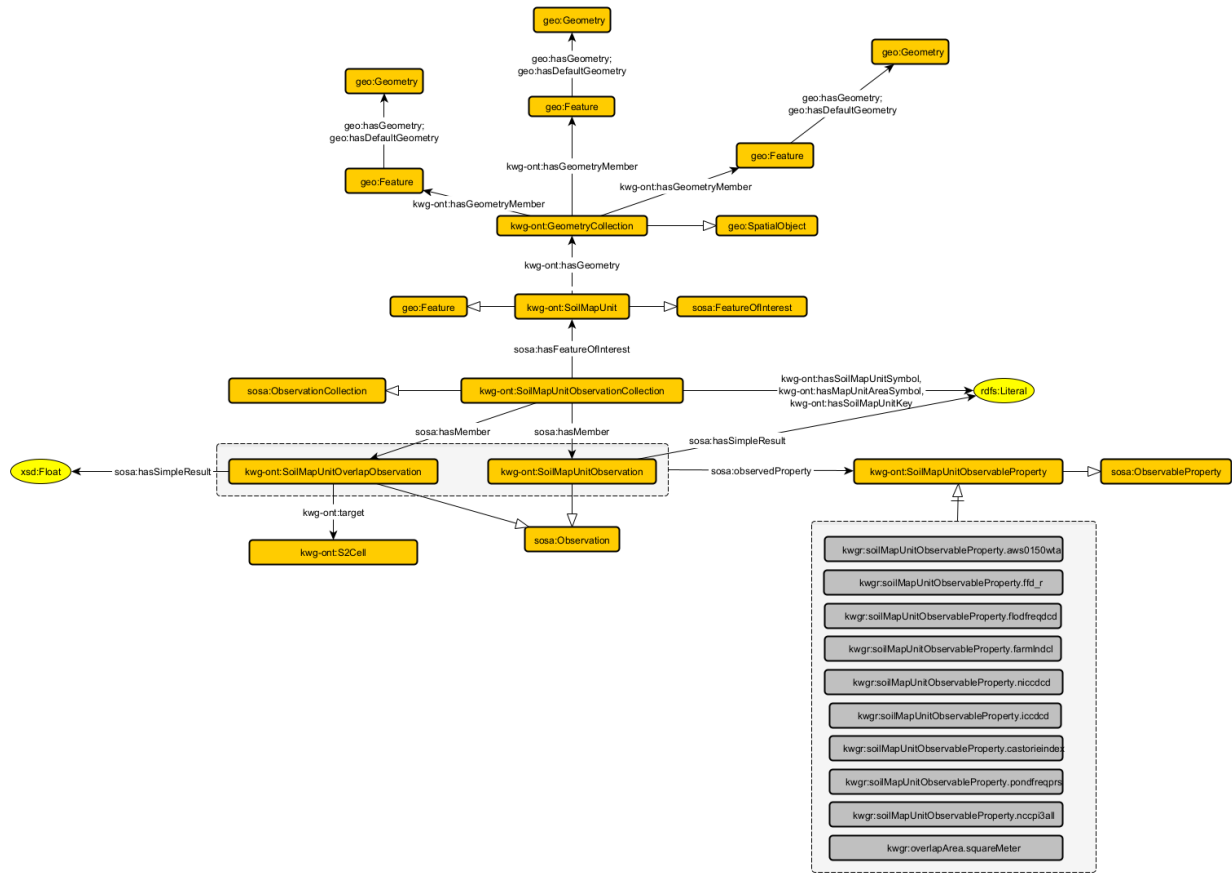 geo:Geometry
geo:Geometry
geo:hasGeometry;
geo:hasDefaultGeometry
geo:Geometry
geo:hasGeometry;
geo:hasDefaultGeometry
geo:Feature
geo:hasGeometry;
geo:hasDefaultGeometry
geo:Feature
kwg-ont:hasGeometryMember
geo:Feature
kwg-ont:hasGeometryMember
kwg-ont:hasGeometryMember
kwg-ont:GeometryCollection
geo:SpatialObject
kwg-ont:hasGeometry
geo:Feature
kwg-ont:SoilMapUnit
sosa:FeatureOfInterest
sosa:hasFeatureOfInterest
sosa:ObservationCollection
kwg-ont:SoilMapUnitObservationCollection
kwg-ont:hasSoilMapUnitSymbol,
kwg-ont:hasMapUnitAreaSymbol,
kwg-ont:hasSoilMapUnitKey
rdfs:Literal
sosa:hasMember
sosa:hasMember
sosa:hasSimpleResult
xsd:Float
sosa:hasSimpleResult
kwg-ont:SoilMapUnitOverlapObservation
kwg-ont:SoilMapUnitObservation
sosa:observedProperty
kwg-ont:SoilMapUnitObservableProperty
sosa:ObservableProperty
kwg-ont:target
sosa:Observation
kwg-ont:S2Cell
kwgr:soilMapUnitObservableProperty.aws0150wta
kwgr:soilMapUnitObservableProperty.ffd_r
kwgr:soilMapUnitObservableProperty.flodfreqdcd
kwgr:soilMapUnitObservableProperty.farmlndcl
kwgr:soilMapUnitObservableProperty.niccdcd
kwgr:soilMapUnitObservableProperty.iccdcd
kwgr:soilMapUnitObservableProperty.castorieindex
kwgr:soilMapUnitObservableProperty.pondfreqprs
kwgr:soilMapUnitObservableProperty.nccpi3all
kwgr:overlapArea.squareMeter